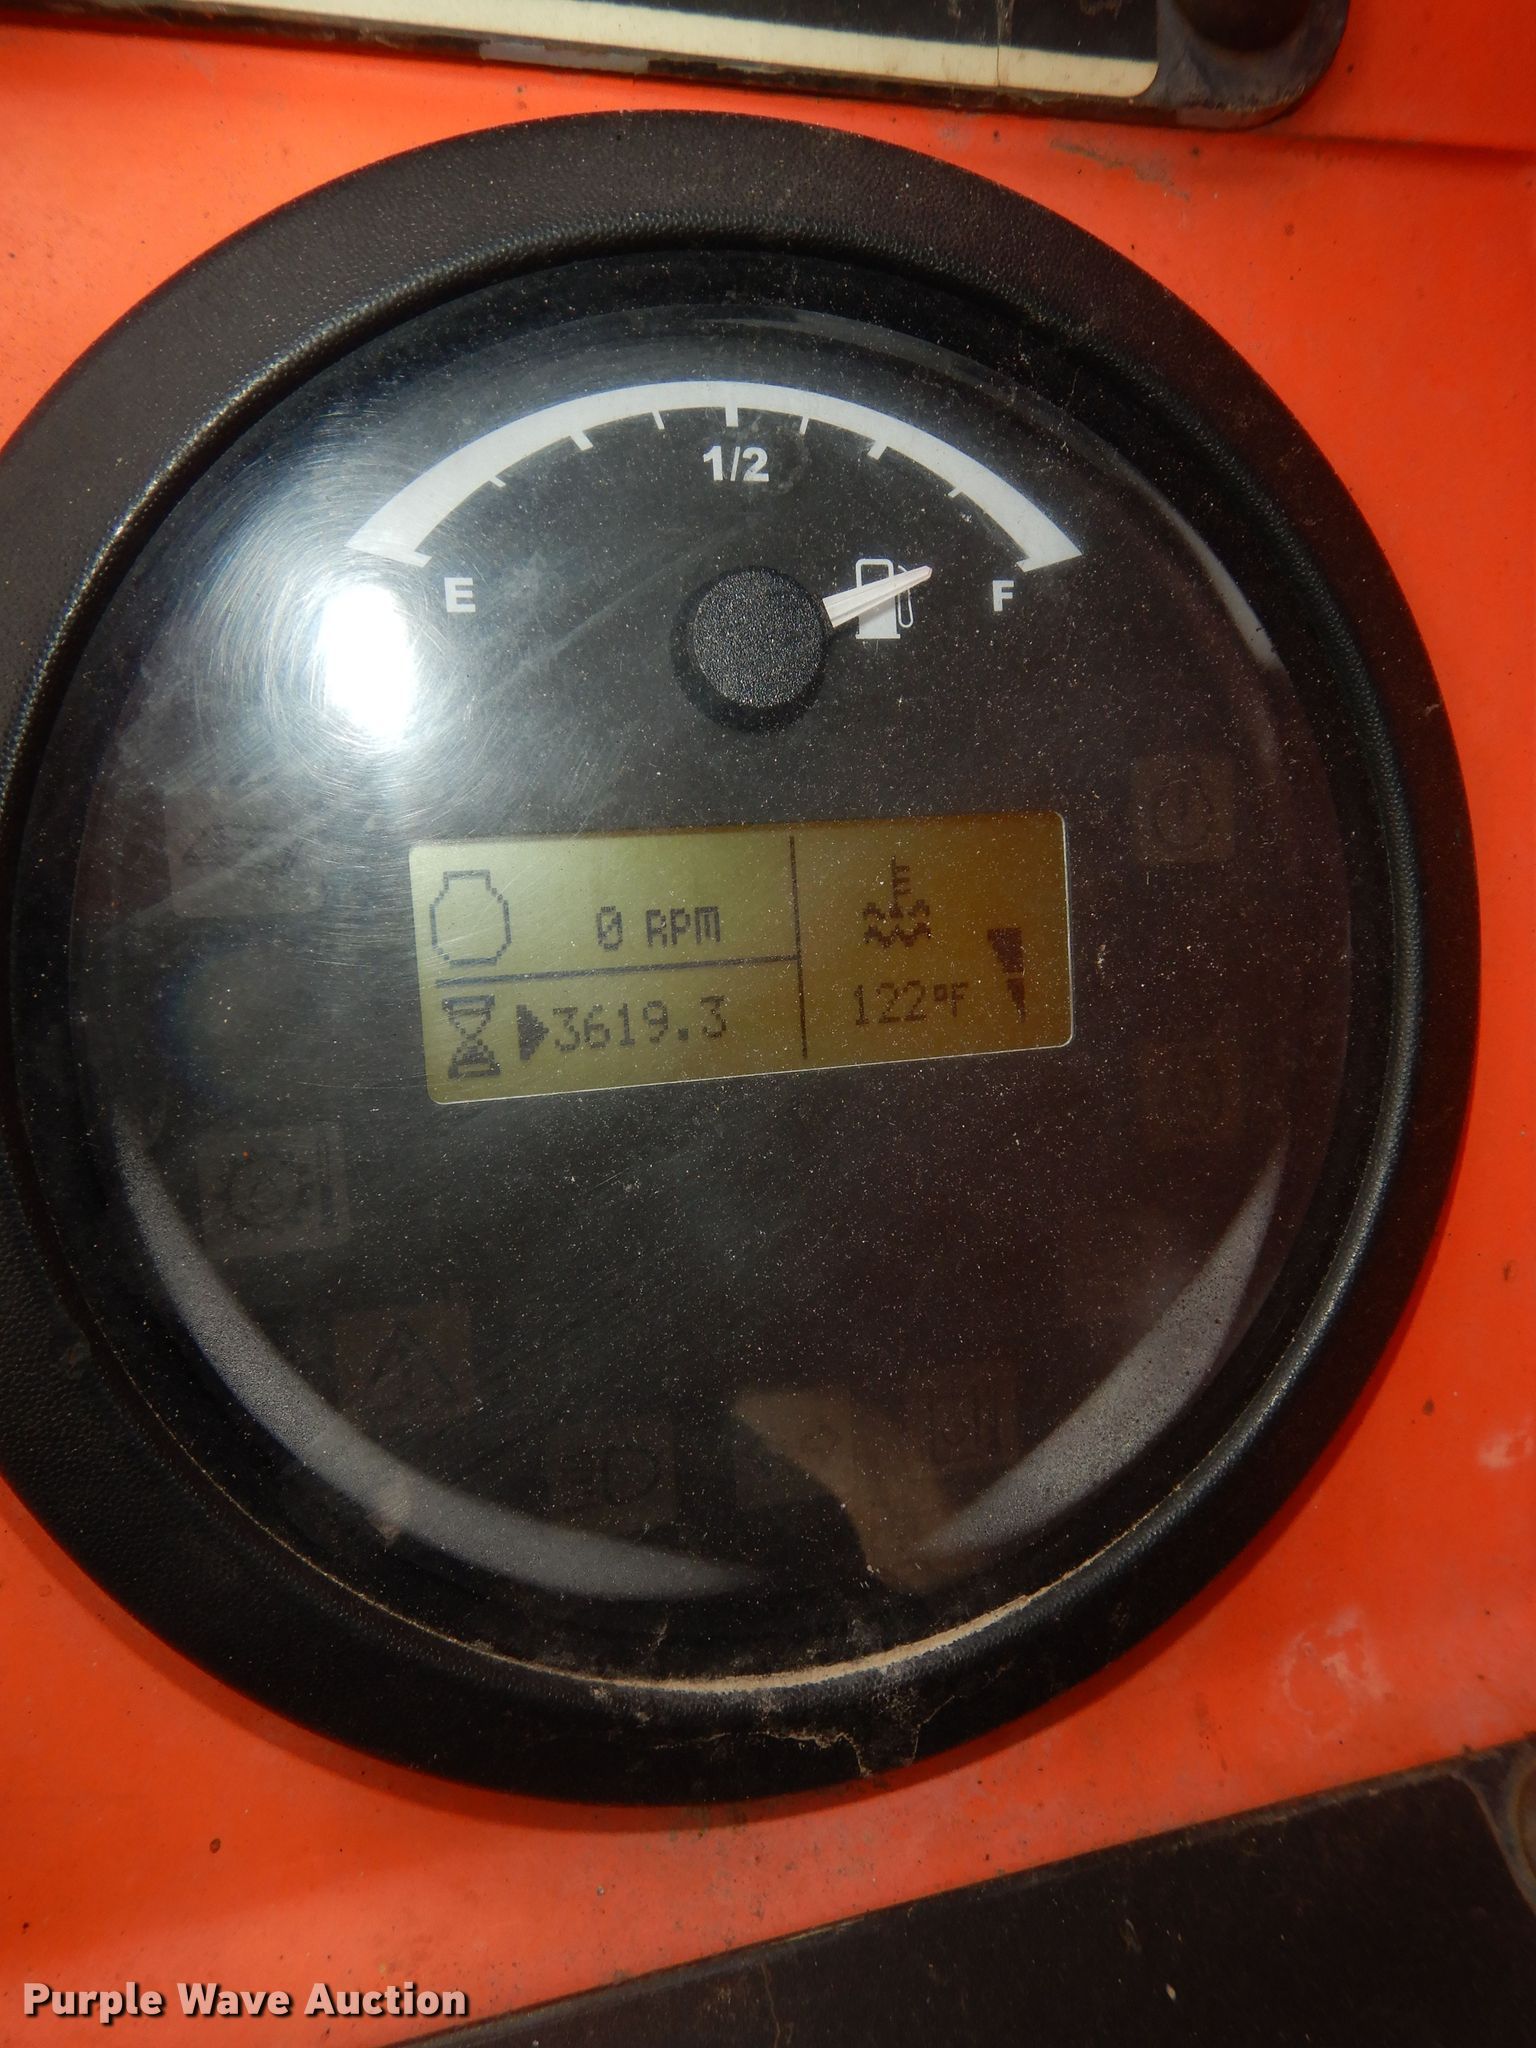 1/2
E
F
0 RPM
3619.3
122°F
Purple Wave Auction